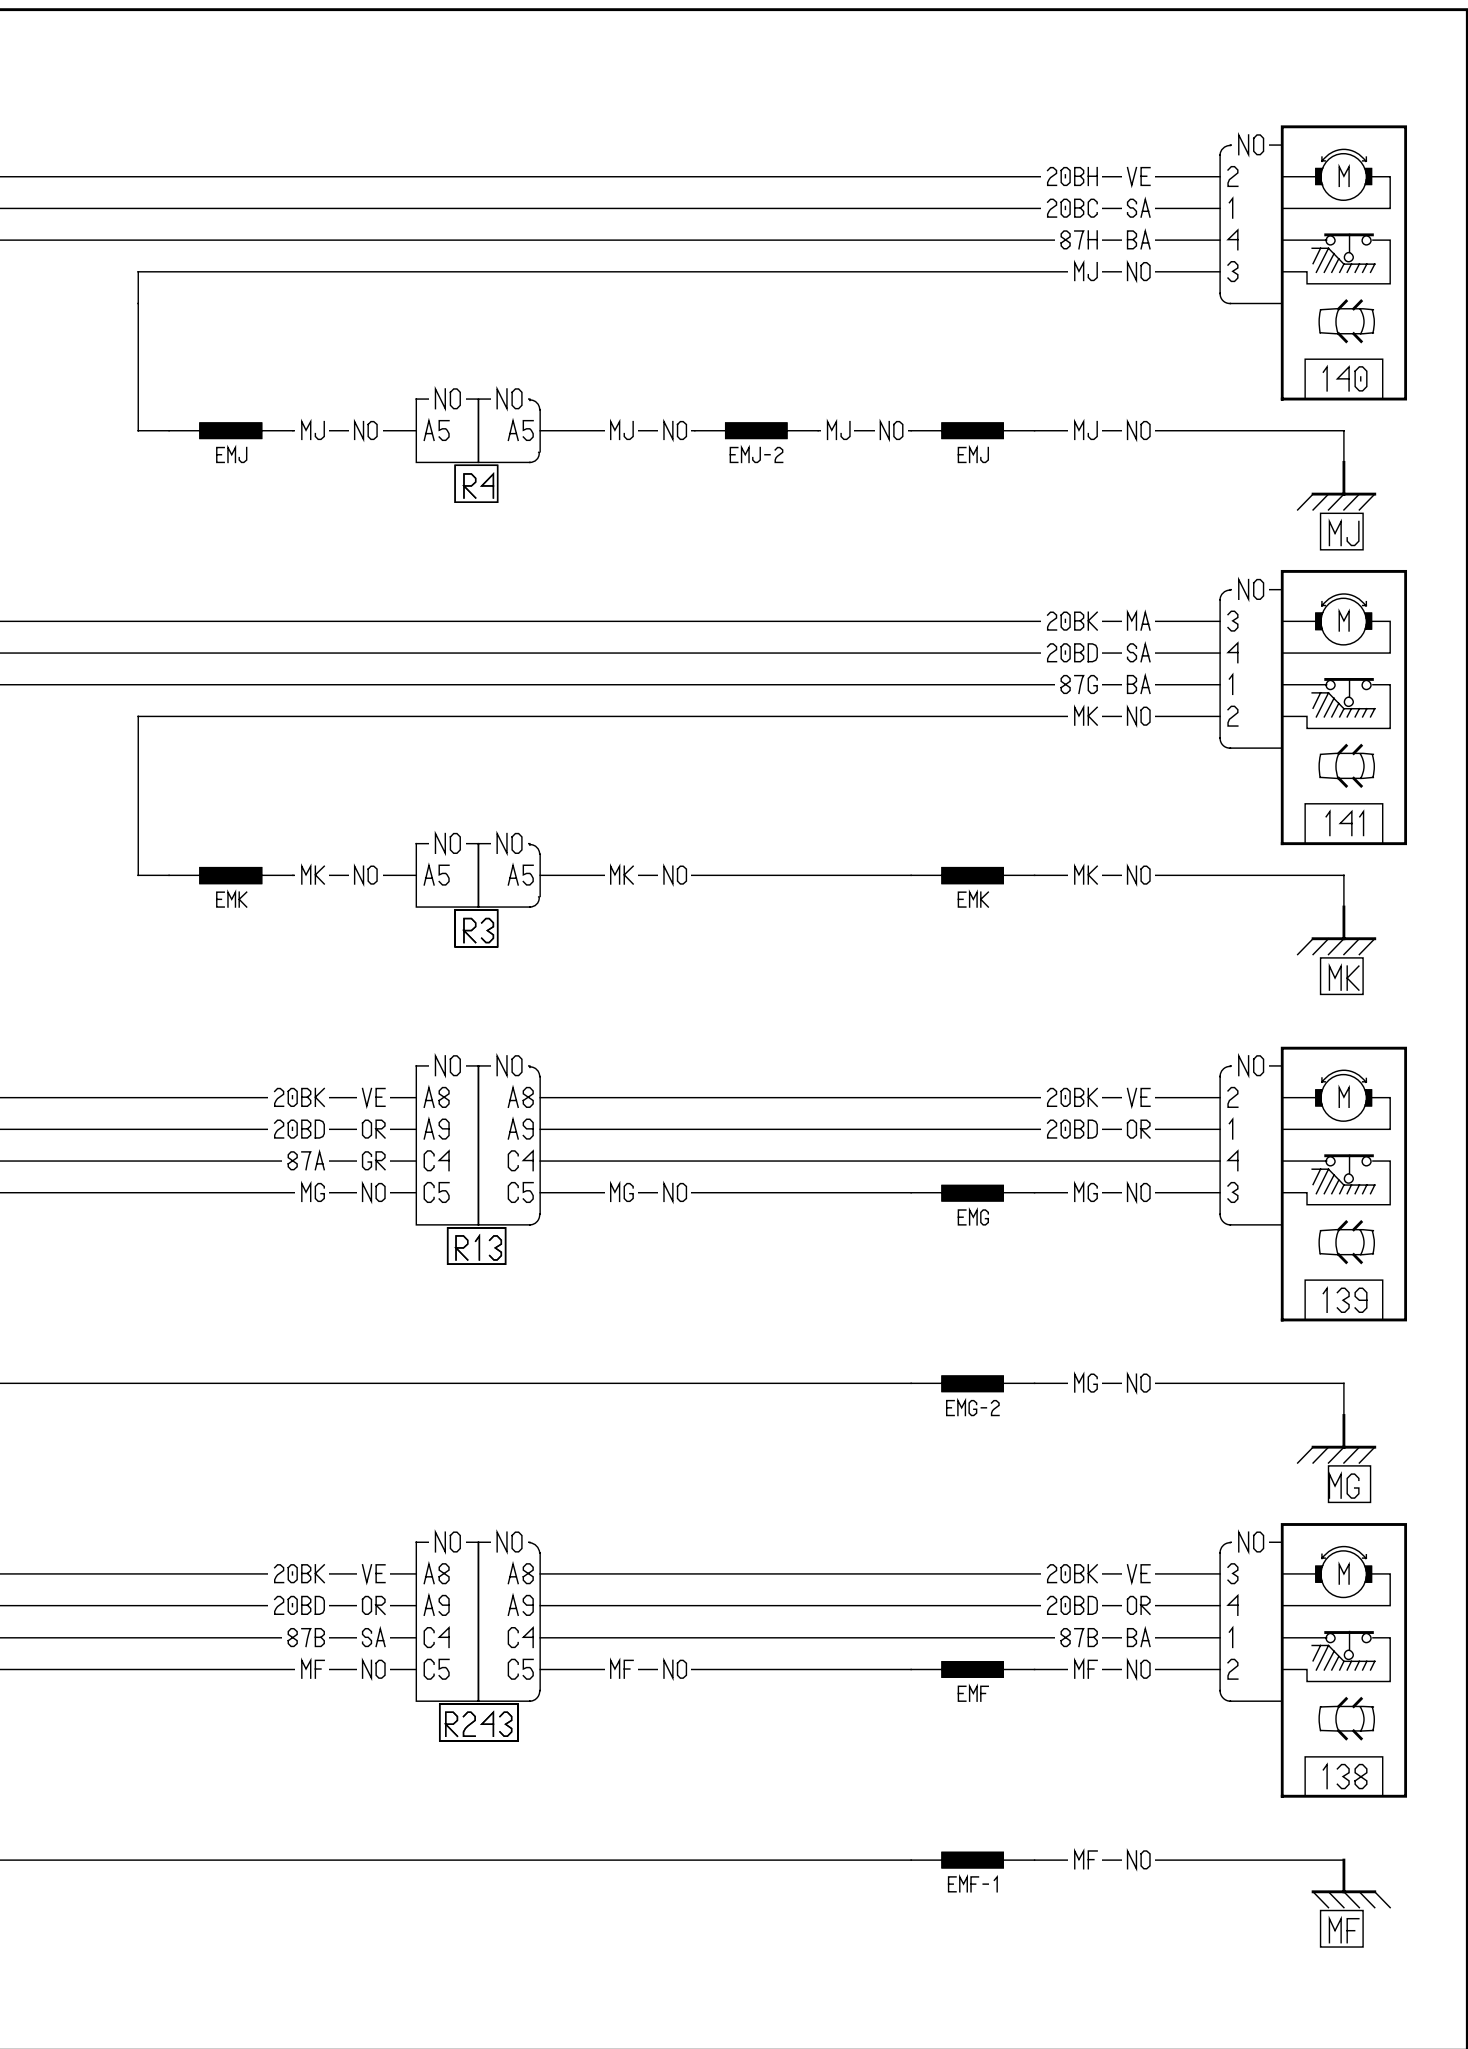 NO
M
20BH VE 2
20BC SA 1
87H BA 4
MJ NO 3
140
NO NO
MJ NO A5 A5 MJ NO MJ NO MJ NO
EMJ EMJ-2 EMJ
R4
MJ
NO
M
20BK MA 3
20BD SA 4
87G BA 1
MK NO 2
141
NO NO
MK NO A5 A5 MK NO MK NO
EMK EMK
R3
MK
NO NO NO
M
20BK VE A8 A8 20BK VE 2
20BD OR A9 A9 20BD OR 1
87A GR C4 C4 4
MG NO C5 C5 MG NO MG NO 3
EMG
R13
139
MG NO
EMG-2
MG
NO NO NO
M
20BK VE A8 A8 20BK VE 3
20BD OR A9 A9 20BD OR 4
87B SA C4 C4 87B BA 1
MF NO C5 C5 MF NO MF NO 2
EMF
R243
138
MF NO
EMF-1
MF